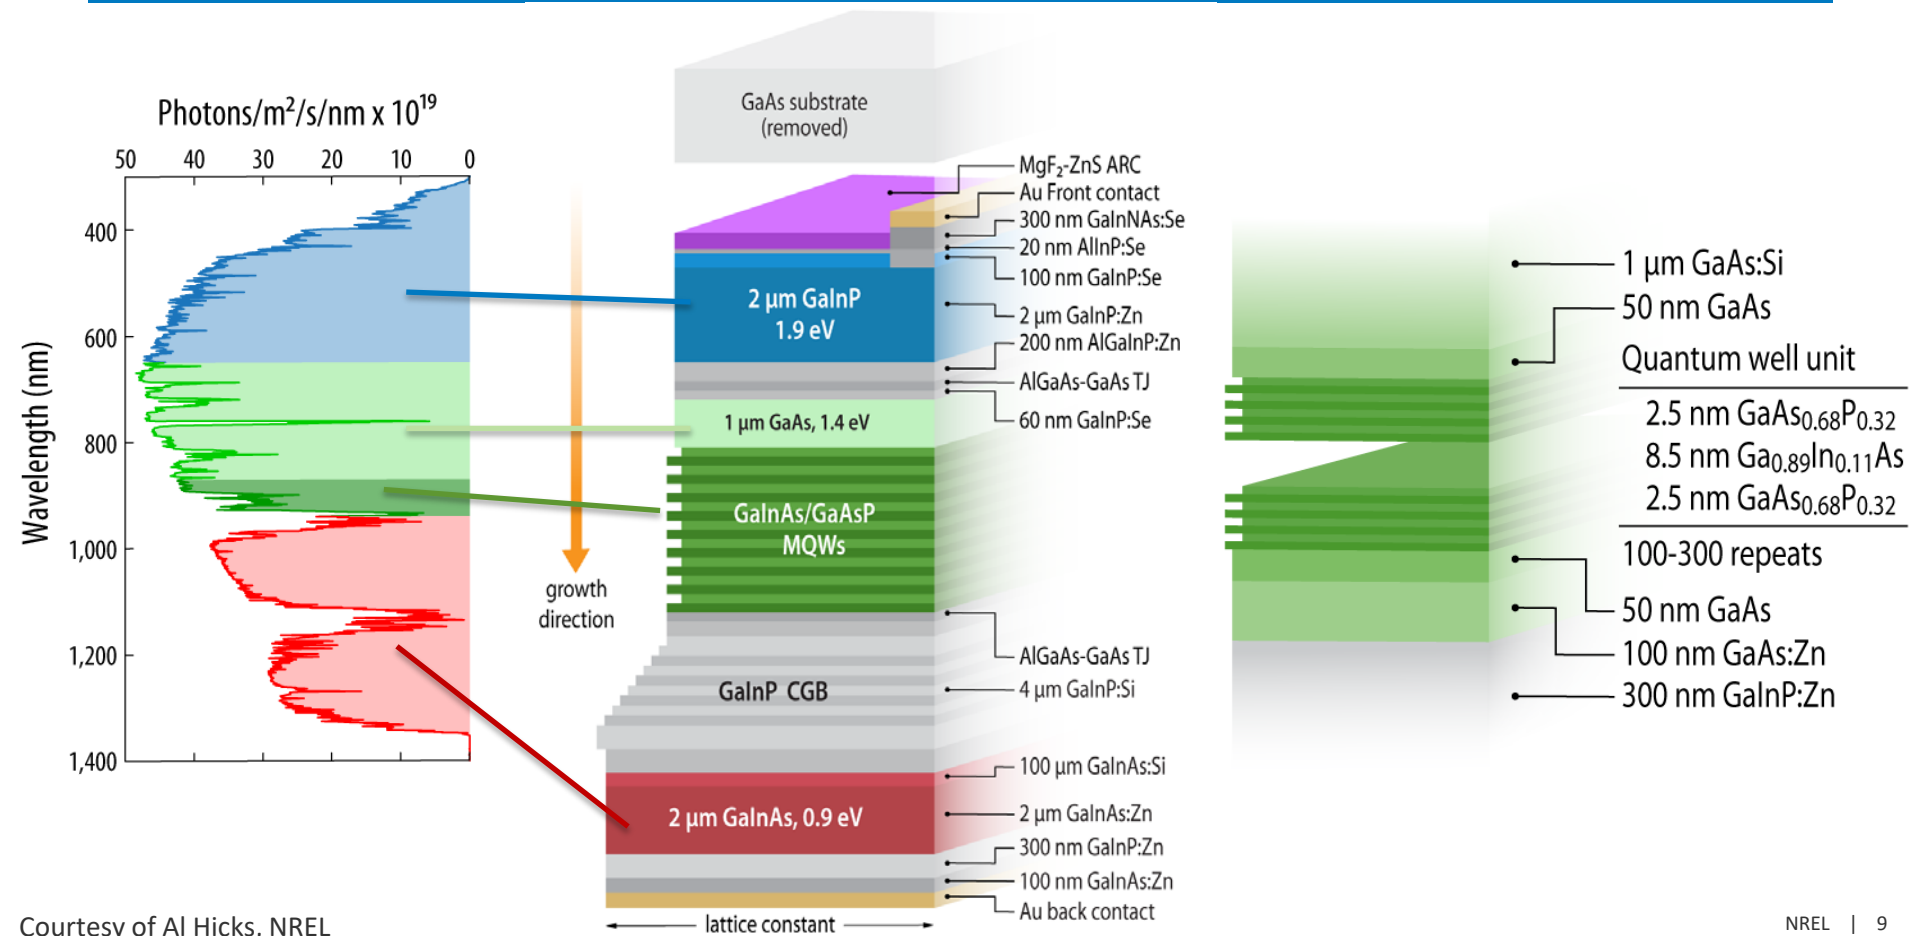 Photons/m²/s/nm x 10¹⁹
50 40 30 20 10 0
400
600
800
1,000
1,200
1,400
Wavelength (nm)
growth
direction
GaAs substrate
(removed)
2 µm GaInP
1.9 eV
1 µm GaAs, 1.4 eV
GaInAs/GaAsP
MQWs
GaInP CGB
2 µm GaInAs, 0.9 eV
lattice constant
MgF₂-ZnS ARC
Au Front contact
300 nm GaInNAs:Se
20 nm AlInP:Se
100 nm GaInP:Se
2 µm GaInP:Zn
200 nm AlGaInP:Zn
AlGaAs-GaAs TJ
60 nm GaInP:Se
AlGaAs-GaAs TJ
4 µm GaInP:Si
100 µm GaInAs:Si
2 µm GaInAs:Zn
300 nm GaInP:Zn
100 nm GaInAs:Zn
Au back contact
1 µm GaAs:Si
50 nm GaAs
Quantum well unit
2.5 nm GaAs₀.₆₈P₀.₃₂
8.5 nm Ga₀.₈₉In₀.₁₁As
2.5 nm GaAs₀.₆₈P₀.₃₂
100-300 repeats
50 nm GaAs
100 nm GaAs:Zn
300 nm GaInP:Zn
Courtesy of Al Hicks, NREL
NREL | 9